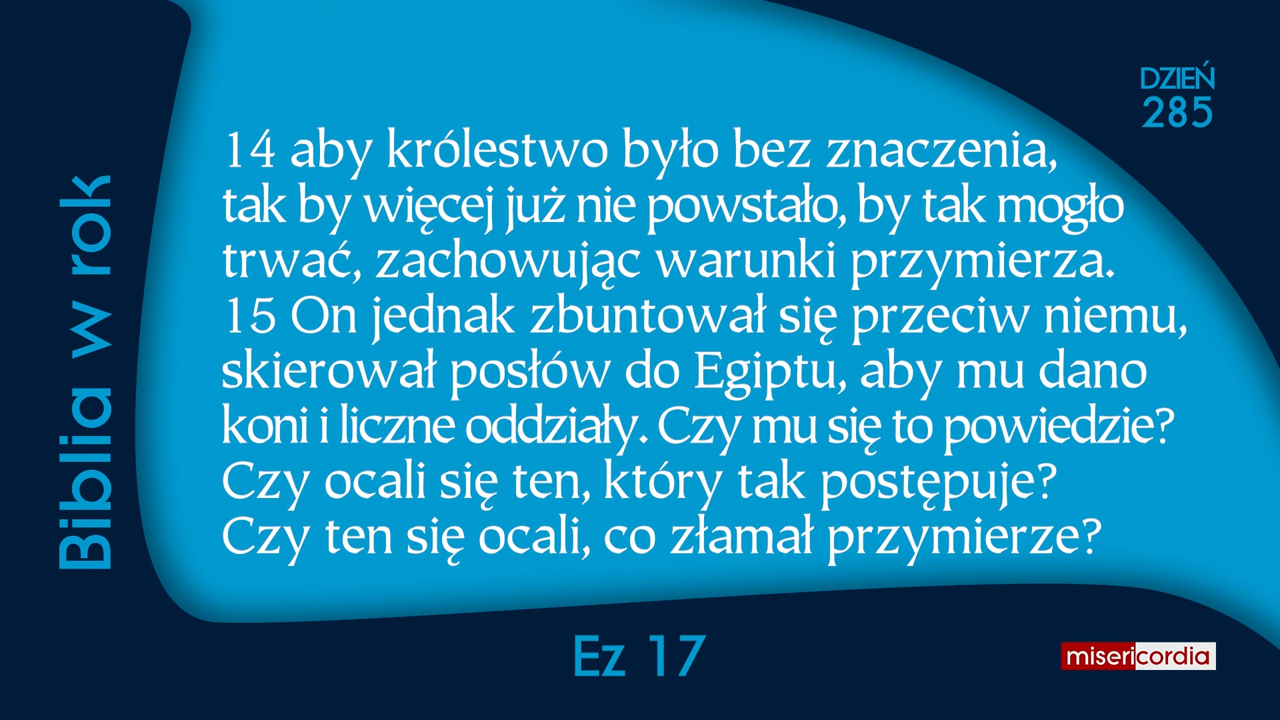 DZIEŃ
285
14 aby królestwo było bez znaczenia,
tak by więcej już nie powstało, by tak mogło
trwać, zachowując warunki przymierza.
15 On jednak zbuntował się przeciw niemu,
skierował posłów do Egiptu, aby mu dano
koni i liczne oddziały. Czy mu się to powiedzie?
Czy ocali się ten, który tak postępuje?
Czy ten się ocali, co złamał przymierze?
Biblia w rok
Ez 17
misericordia